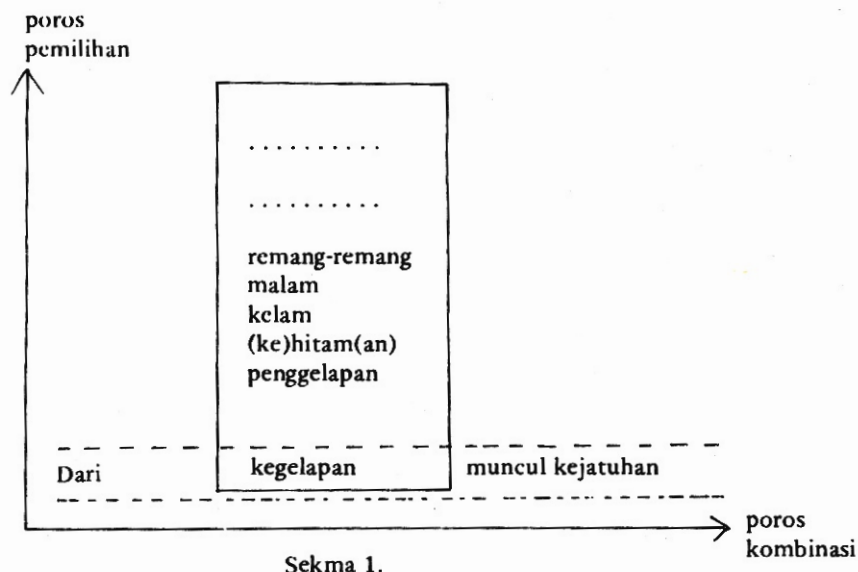 poros
pemilihan
. . . . . . . . . .
. . . . . . . . . .
remang-remang
malam
kelam
(ke)hitam(an)
penggelapan
Dari kegelapan muncul kejatuhan
poros
kombinasi
Sekma 1.